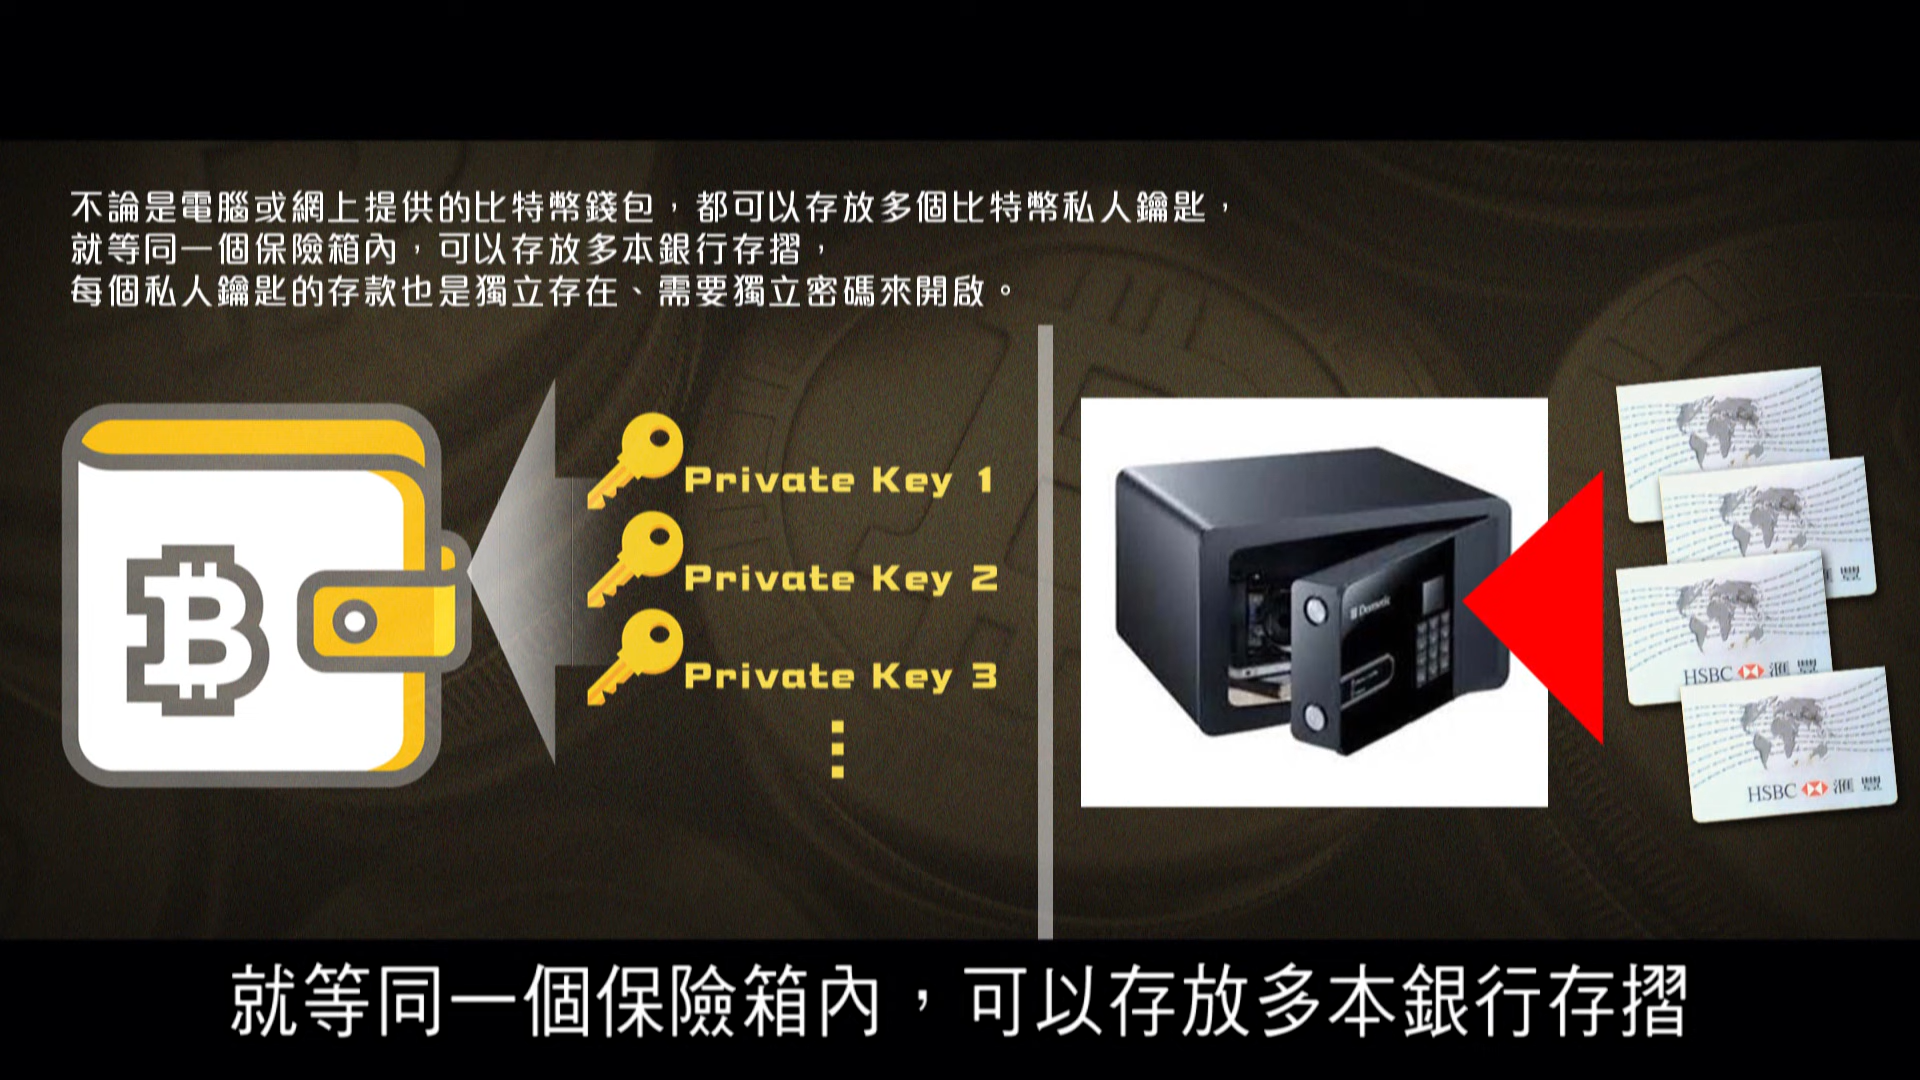 不論是電腦或網上提供的比特幣錢包，都可以存放多個比特幣私人鑰匙，
就等同一個保險箱內，可以存放多本銀行存摺，
每個私人鑰匙的存款也是獨立存在、需要獨立密碼來開啟。
Private Key 1
Private Key 2
Private Key 3
Dometic
豐
HSBC 滙豐
HSBC 滙豐
就等同一個保險箱內，可以存放多本銀行存摺